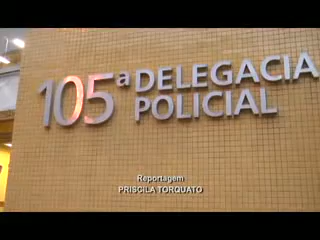 105ª DELEGACIA
POLICIAL
Reportagem
PRISCILA TORQUATO